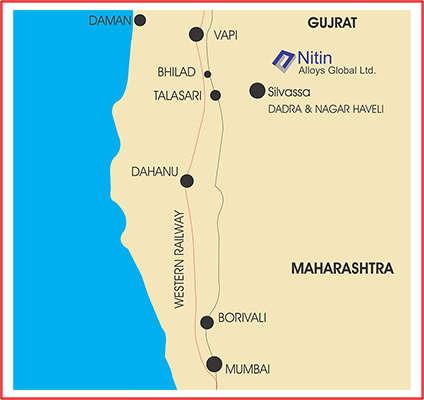 DAMAN
GUJRAT
VAPI
Nitin
Alloys Global Ltd.
BHILAD
TALASARI
Silvassa
DADRA & NAGAR HAVELI
DAHANU
WESTERN RAILWAY
MAHARASHTRA
BORIVALI
MUMBAI